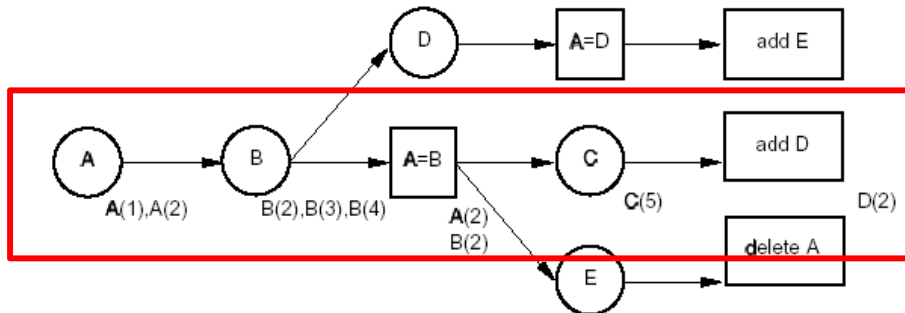 D
A=D
add E
A
B
A=B
C
add D
A(1),A(2)
B(2),B(3),B(4)
A(2)
B(2)
C(5)
D(2)
delete A
E